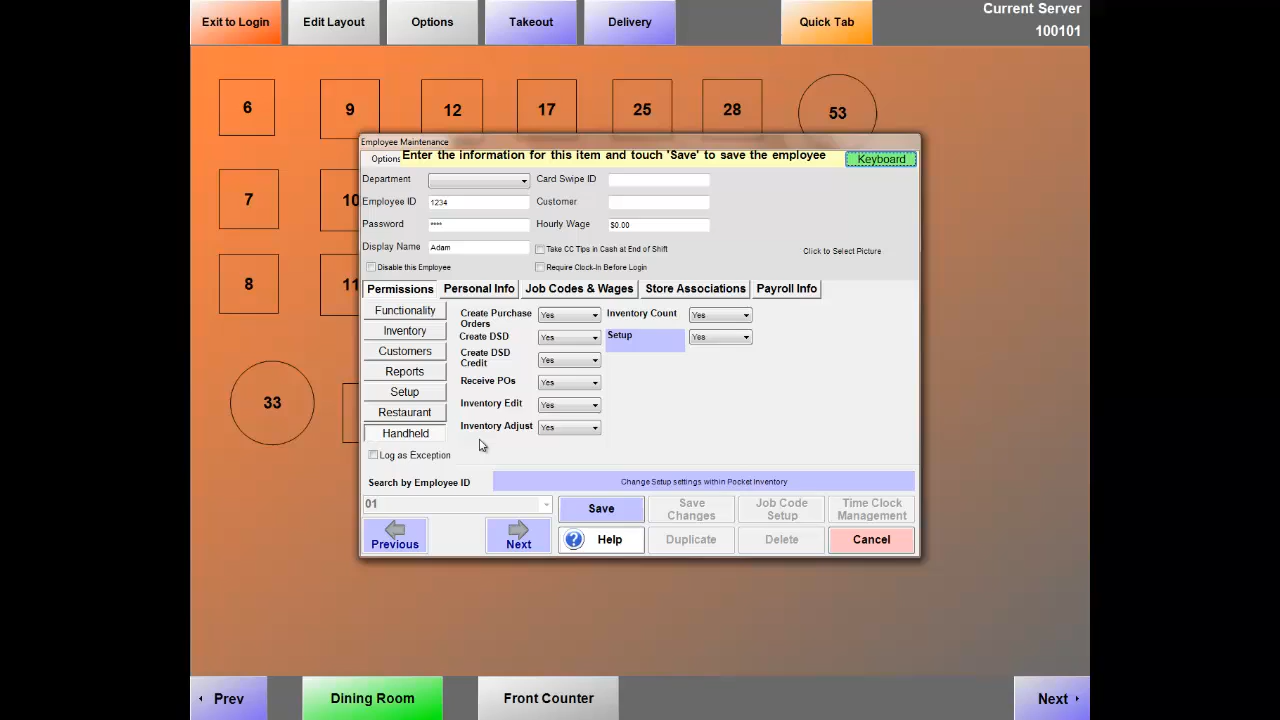 Exit to Login
Edit Layout
Options
Takeout
Delivery
Quick Tab
Current Server
100101
6
9
12
17
25
28
53
7
10
8
11
33
Employee Maintenance
Options
Enter the information for this item and touch 'Save' to save the employee
Keyboard
Department
Card Swipe ID
Employee ID
1234
Customer
Password
****
Hourly Wage
$0.00
Display Name
Adam
Take CC Tips in Cash at End of Shift
Click to Select Picture
Disable this Employee
Require Clock-In Before Login
Permissions
Personal Info
Job Codes & Wages
Store Associations
Payroll Info
Functionality
Inventory
Customers
Reports
Setup
Restaurant
Handheld
Log as Exception
Create Purchase
Orders
Yes
Inventory Count
Yes
Create DSD
Yes
Setup
Yes
Create DSD
Credit
Yes
Receive POs
Yes
Inventory Edit
Yes
Inventory Adjust
Yes
Search by Employee ID
Change Setup settings within Pocket Inventory
01
Save
Save
Changes
Job Code
Setup
Time Clock
Management
Previous
Next
Help
Duplicate
Delete
Cancel
Prev
Dining Room
Front Counter
Next